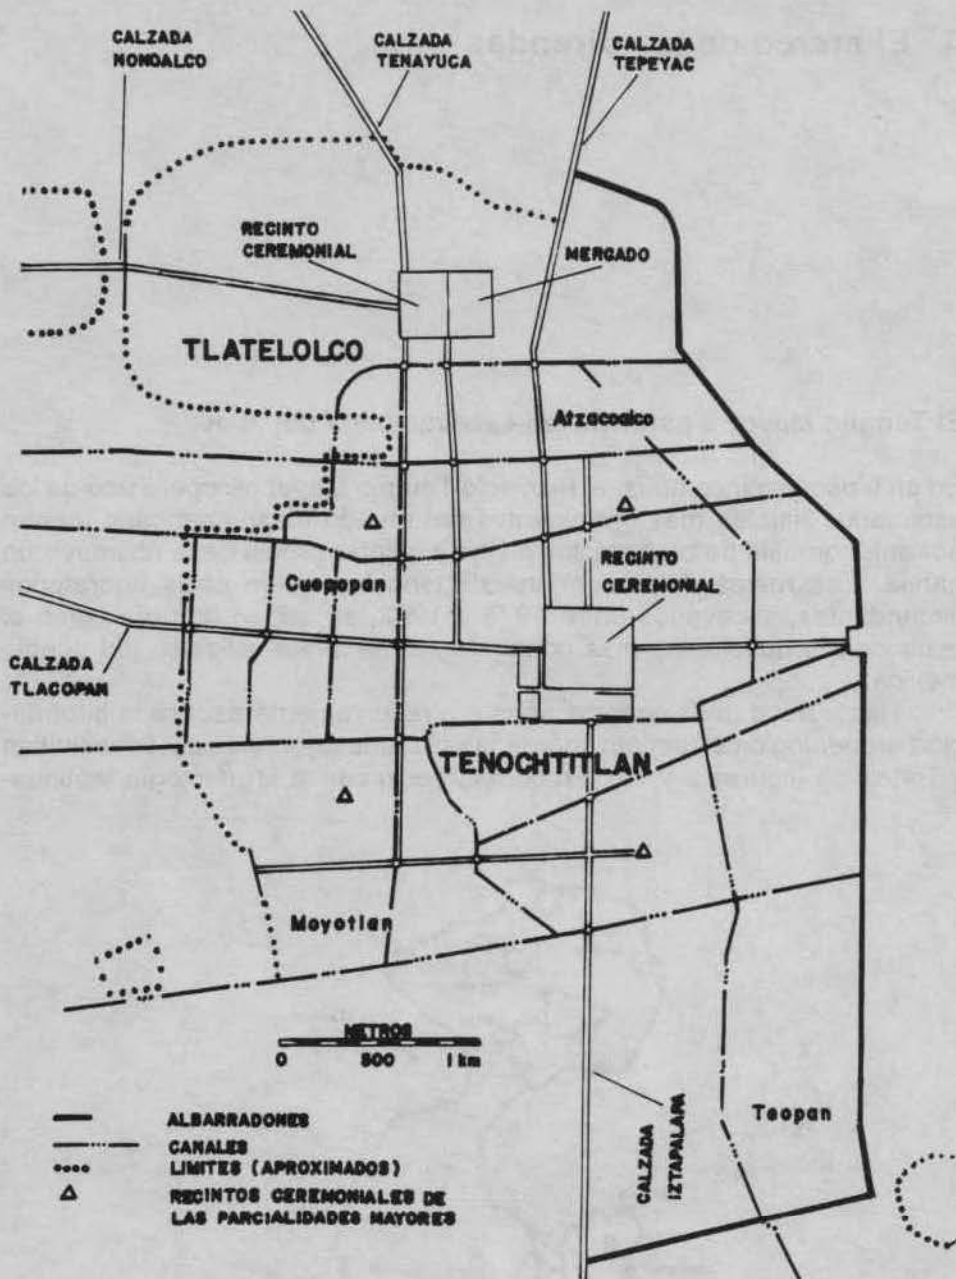 CALZADA
NONOALCO
CALZADA
TENAYUCA
CALZADA
TEPEYAC
RECINTO
CEREMONIAL
MERCADO
TLATELOLCO
Atzacoalco
Cuepopan
RECINTO
CEREMONIAL
CALZADA
TLACOPAN
TENOCHTITLAN
Moyotlan
METROS
0 500 1 km
CALZADA
IZTAPALAPA
Teopan
ALBARRADONES
CANALES
LIMITES (APROXIMADOS)
RECINTOS CEREMONIALES DE
LAS PARCIALIDADES MAYORES